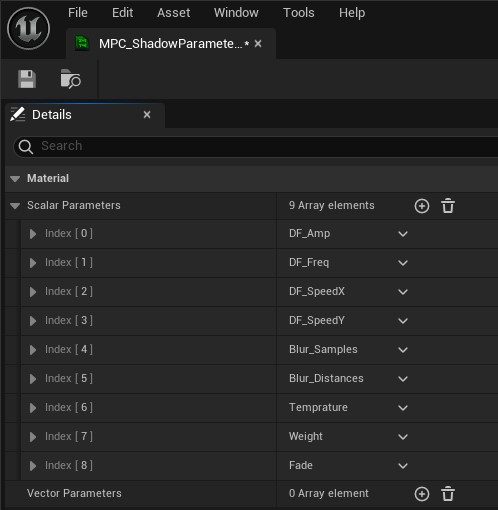 File Edit Asset Window Tools Help
MPC_ShadowParamete...•
Details
Search
Material
Scalar Parameters 9 Array elements
Index [ 0 ] DF_Amp
Index [ 1 ] DF_Freq
Index [ 2 ] DF_SpeedX
Index [ 3 ] DF_SpeedY
Index [ 4 ] Blur_Samples
Index [ 5 ] Blur_Distances
Index [ 6 ] Temprature
Index [ 7 ] Weight
Index [ 8 ] Fade
Vector Parameters 0 Array element